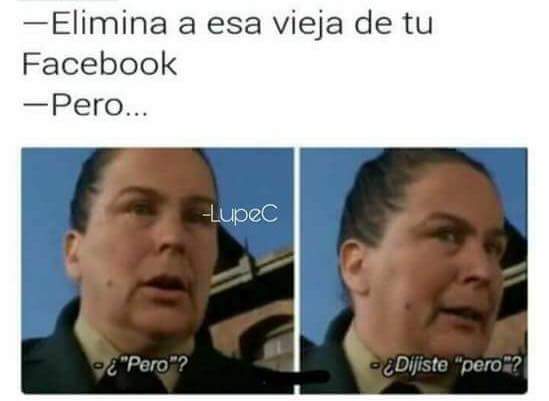 —Elimina a esa vieja de tu
Facebook
—Pero...
-LupeC
- ¿"Pero"?
- ¿Dijiste "pero"?